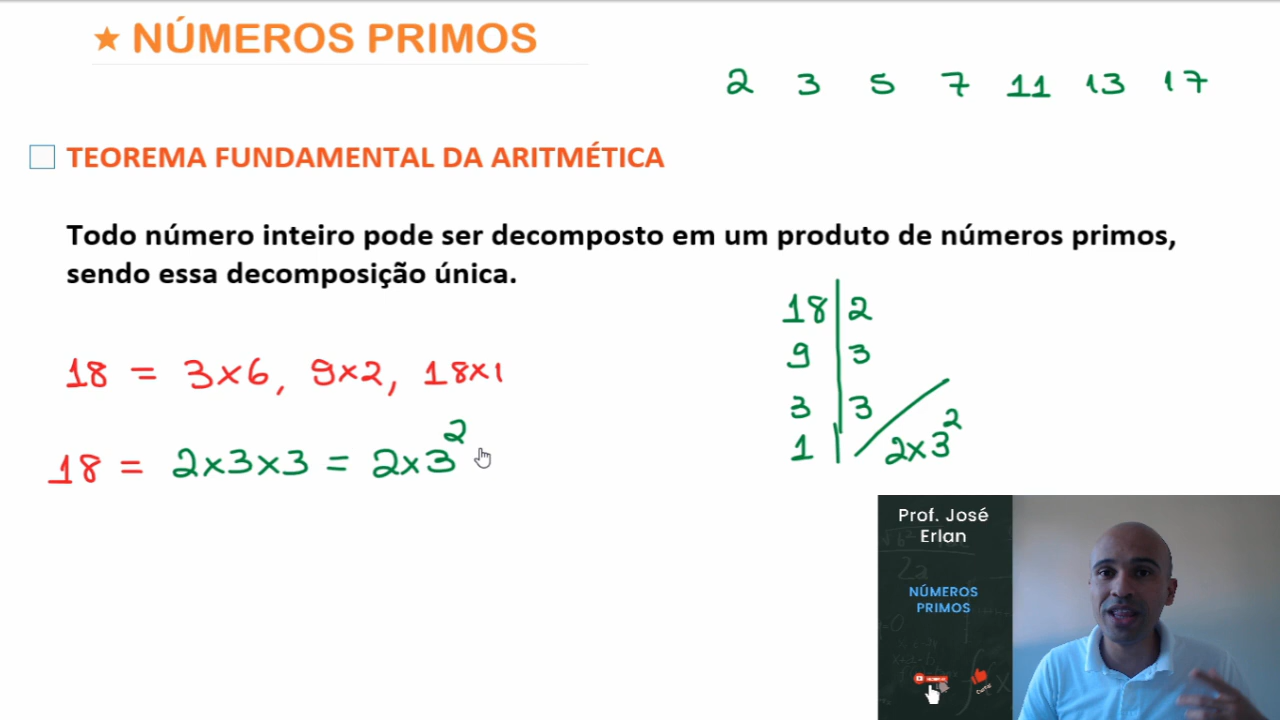 NÚMEROS PRIMOS
2 3 5 7 11 13 17
TEOREMA FUNDAMENTAL DA ARITMÉTICA
Todo número inteiro pode ser decomposto em um produto de números primos,
sendo essa decomposição única.
18 = 3x6, 9x2, 18x1
18 = 2x3x3 = 2x3²
18 | 2
9 | 3
3 | 3
1 | 2x3²
Prof. José
Erlan
NÚMEROS
PRIMOS